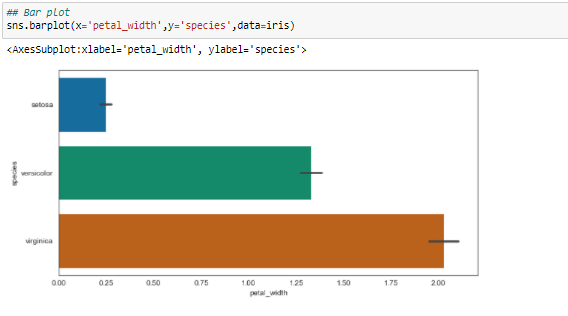 ## Bar plot
sns.barplot(x='petal_width',y='species',data=iris)
<AxesSubplot:xlabel='petal_width', ylabel='species'>
setosa
versicolor
virginica
species
0.00 0.25 0.50 0.75 1.00 1.25 1.50 1.75 2.00
petal_width